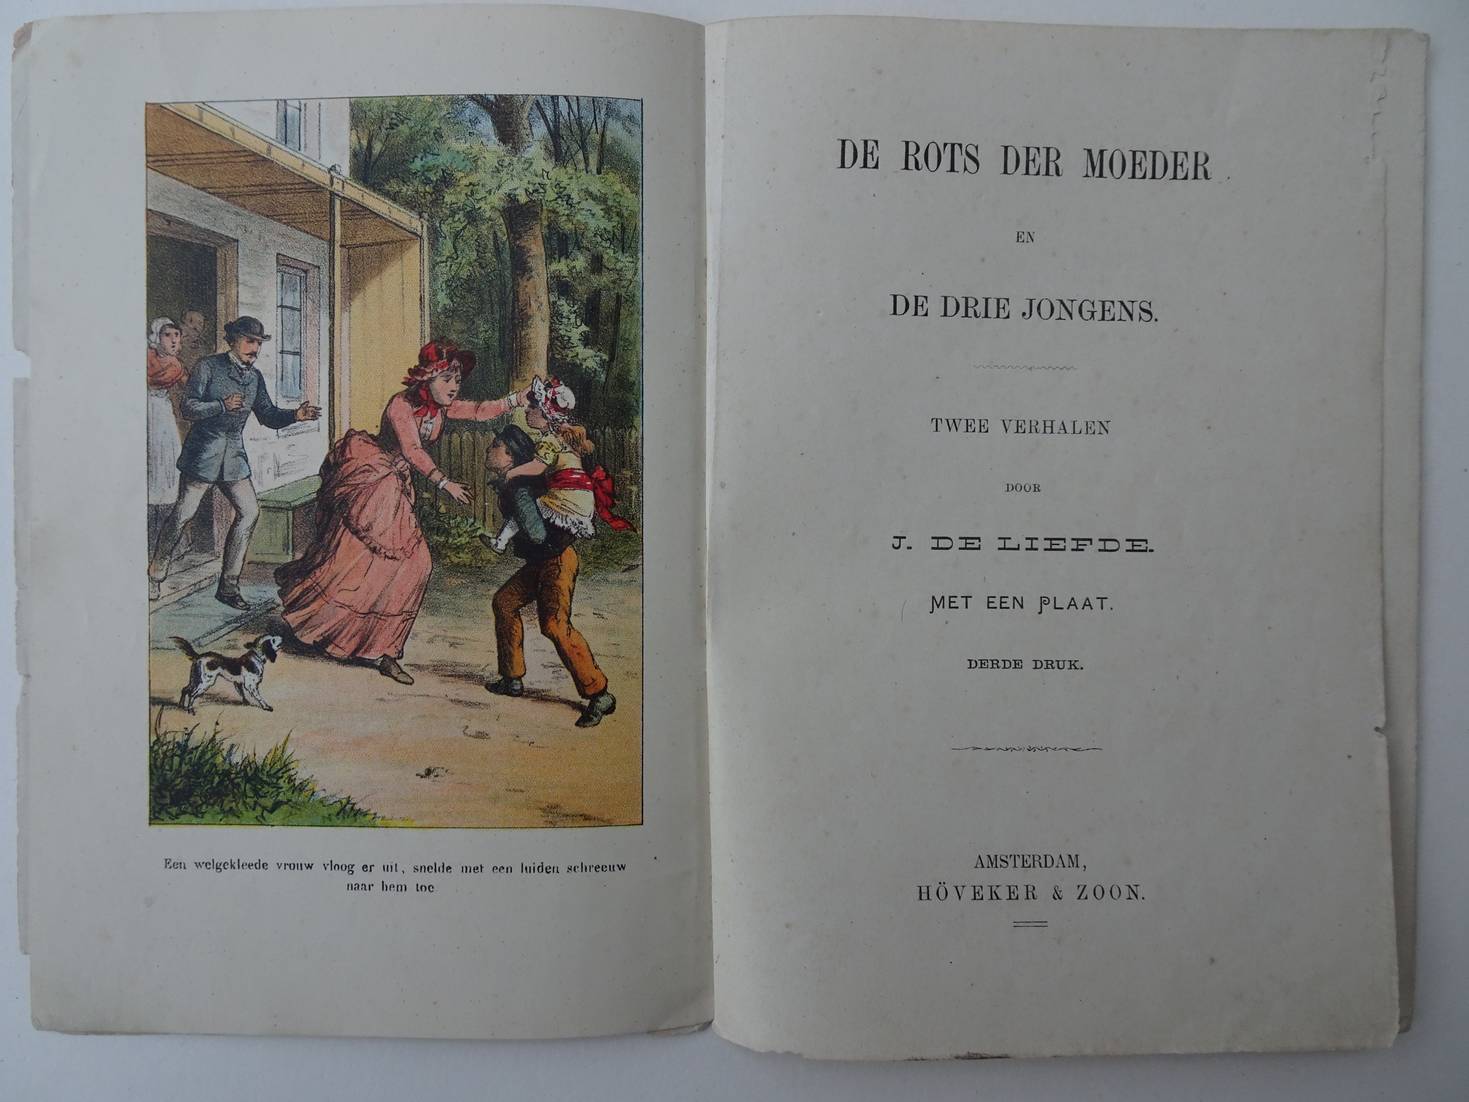 Een welgekleede vrouw vloog er uit, snelde met een luiden schreeuw
naar hem toe
DE ROTS DER MOEDER
EN
DE DRIE JONGENS.
TWEE VERHALEN
DOOR
J. DE LIEFDE.
MET EEN PLAAT.
DERDE DRUK.
AMSTERDAM,
HÖVEKER & ZOON.